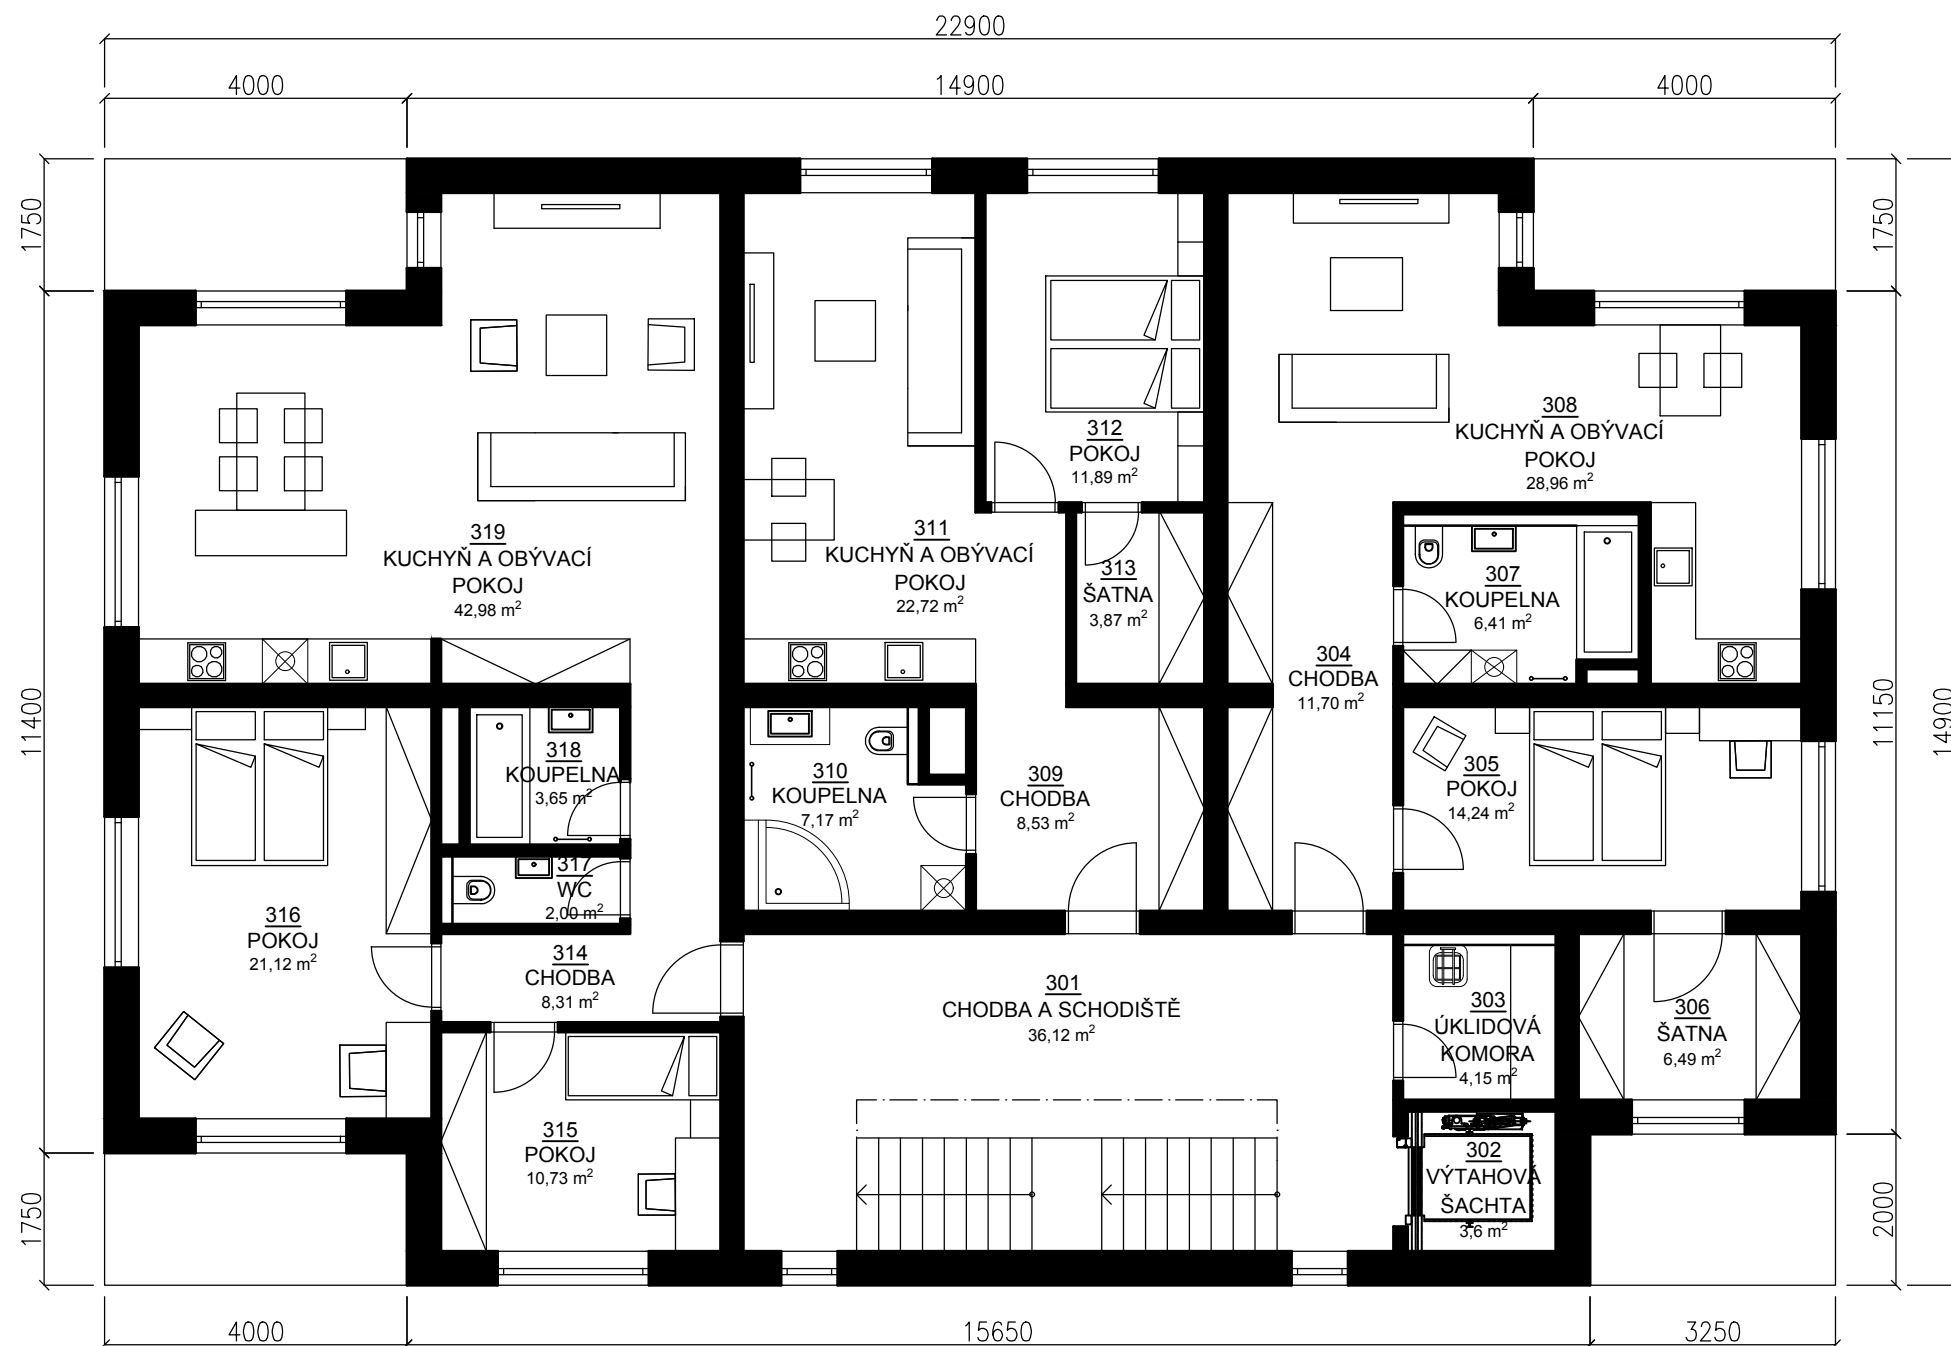 22900
4000
14900
4000
1750
1750
11400
11150
14900
1750
2000
4000
15650
3250
319
KUCHYŇ A OBÝVACÍ
POKOJ
42,98 m²
311
KUCHYŇ A OBÝVACÍ
POKOJ
22,72 m²
312
POKOJ
11,89 m²
313
ŠATNA
3,87 m²
308
KUCHYŇ A OBÝVACÍ
POKOJ
28,96 m²
307
KOUPELNA
6,41 m²
304
CHODBA
11,70 m²
318
KOUPELNA
3,65 m²
317
WC
2,00 m²
310
KOUPELNA
7,17 m²
309
CHODBA
8,53 m²
305
POKOJ
14,24 m²
316
POKOJ
21,12 m²
314
CHODBA
8,31 m²
301
CHODBA A SCHODIŠTĚ
36,12 m²
303
ÚKLIDOVÁ
KOMORA
4,15 m²
306
ŠATNA
6,49 m²
315
POKOJ
10,73 m²
302
VÝTAHOVÁ
ŠACHTA
3,6 m²